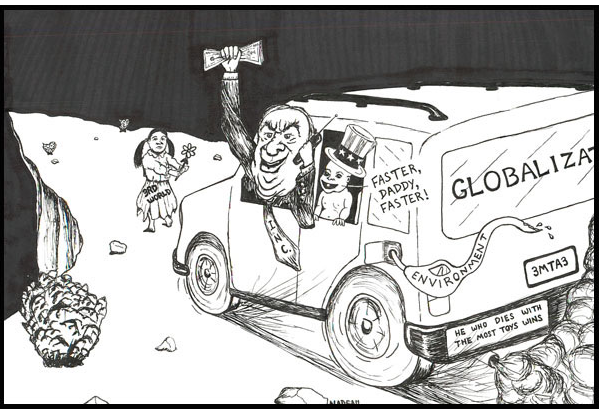 3RD
WORLD
INC.
FASTER,
DADDY,
FASTER!
GLOBALIZAT
ENVIRONMENT
3MTA3
HE WHO DIES WITH
THE MOST TOYS WINS